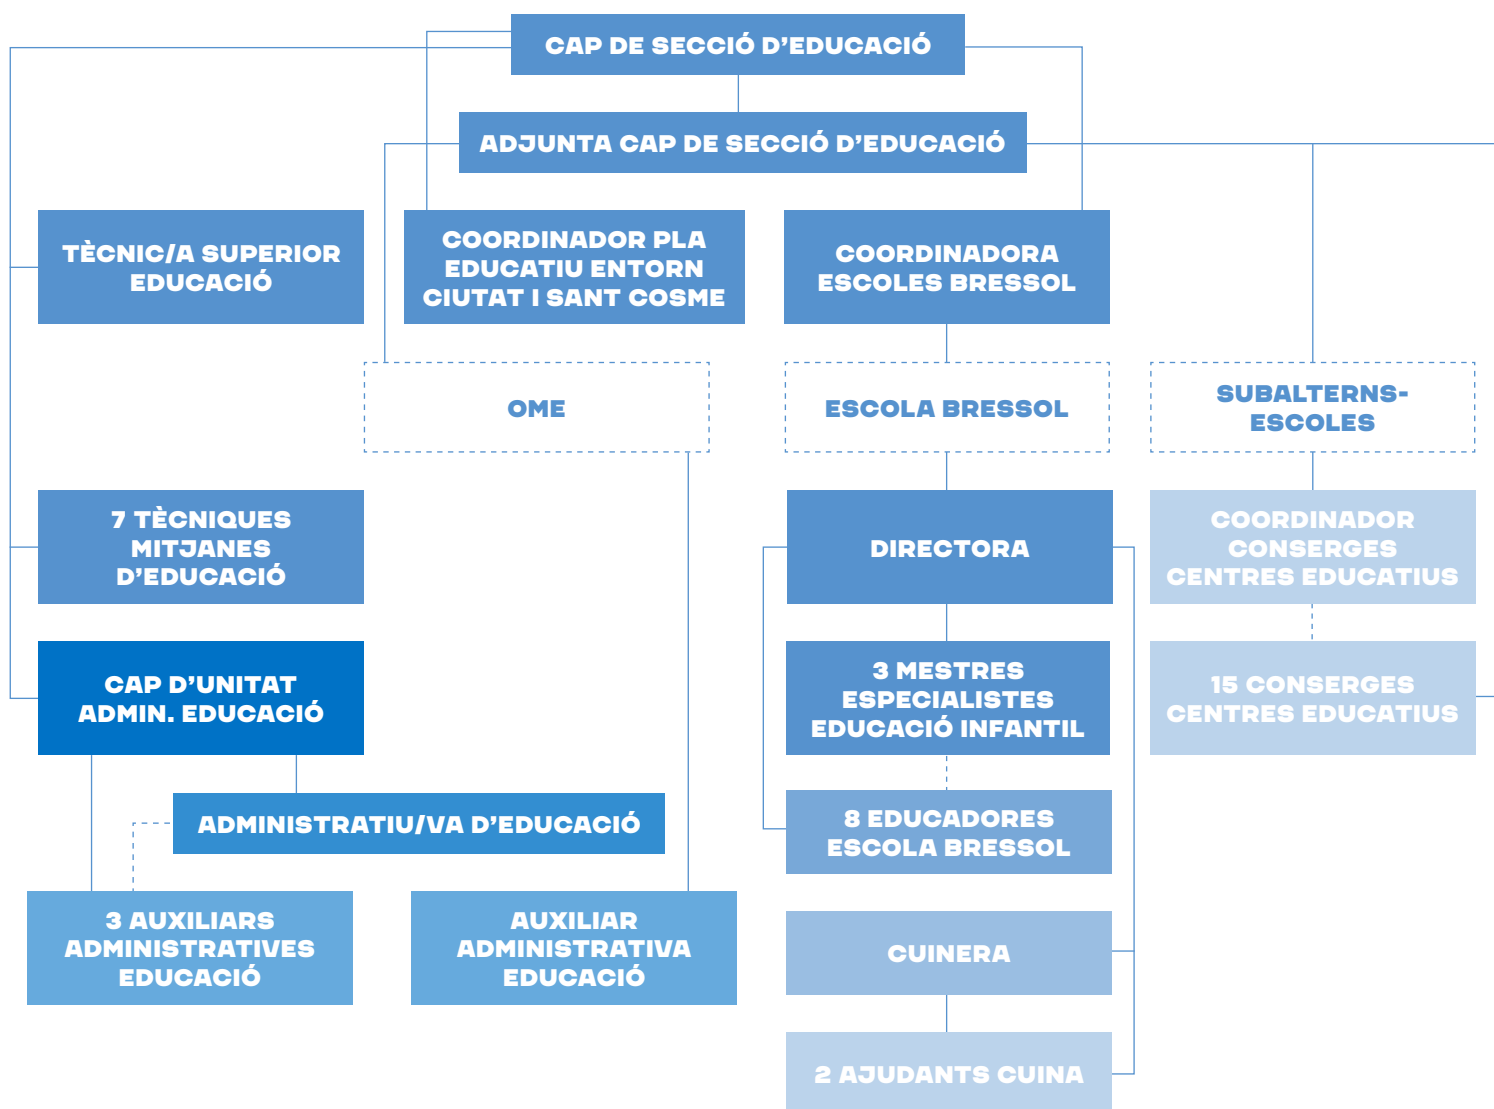 CAP DE SECCIÓ D’EDUCACIÓ
ADJUNTA CAP DE SECCIÓ D’EDUCACIÓ
TÈCNIC/A SUPERIOR
EDUCACIÓ
COORDINADOR PLA
EDUCATIU ENTORN
CIUTAT I SANT COSME
COORDINADORA
ESCOLES BRESSOL
OME
ESCOLA BRESSOL
SUBALTERNS-
ESCOLES
7 TÈCNIQUES
MITJANES
D’EDUCACIÓ
DIRECTORA
COORDINADOR
CONSERGES
CENTRES EDUCATIUS
CAP D’UNITAT
ADMIN. EDUCACIÓ
3 MESTRES
ESPECIALISTES
EDUCACIÓ INFANTIL
15 CONSERGES
CENTRES EDUCATIUS
ADMINISTRATIU/VA D’EDUCACIÓ
8 EDUCADORES
ESCOLA BRESSOL
3 AUXILIARS
ADMINISTRATIVES
EDUCACIÓ
AUXILIAR
ADMINISTRATIVA
EDUCACIÓ
CUINERA
2 AJUDANTS CUINA